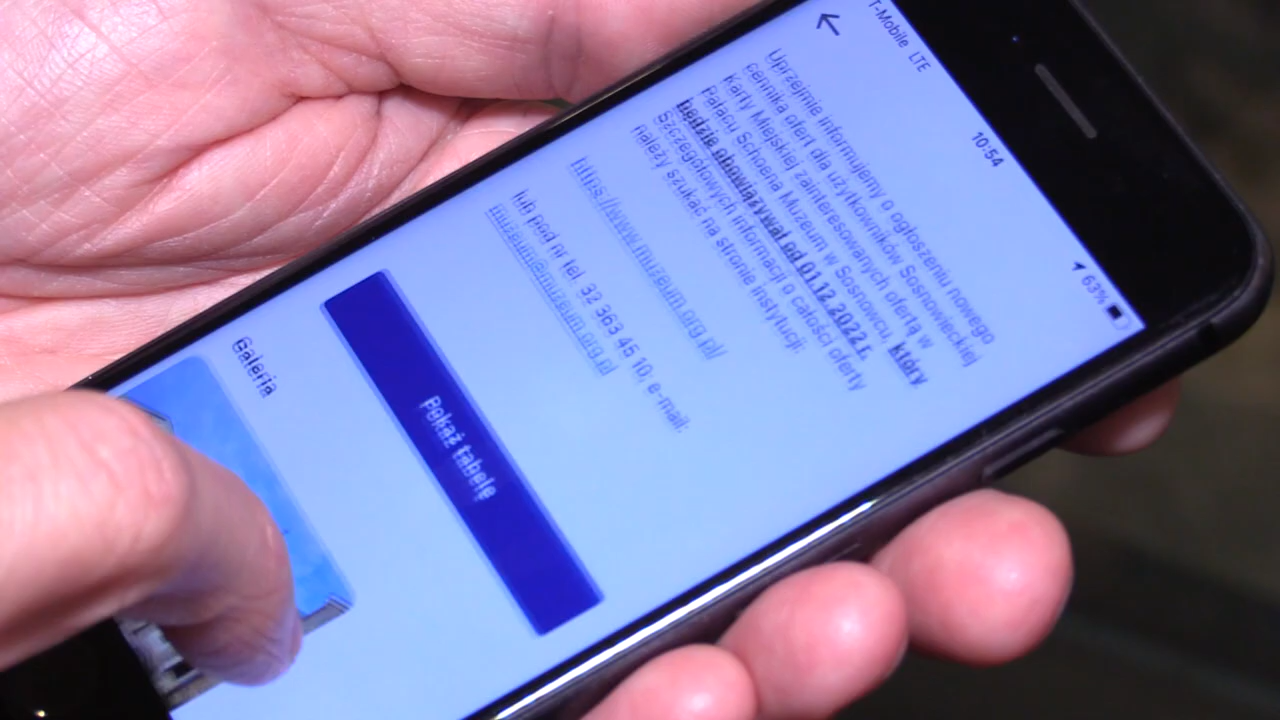 T-Mobile LTE
10:54
63%
Uprzejmie informujemy o ogłoszeniu nowego
cennika ofert dla użytkowników Sosnowieckiej
Karty Miejskiej zainteresowanych ofertą w
Pałacu Schoena Muzeum w Sosnowcu, który
będzie obowiązywał od 01.12.2022 r.
Szczegółowych informacji o całości oferty
należy szukać na stronie instytucji:
https://www.muzeum.org.pl/
lub pod nr tel. 32 363 45 10, e-mail:
muzeum@muzeum.org.pl
Pokaż tabelę
Galeria